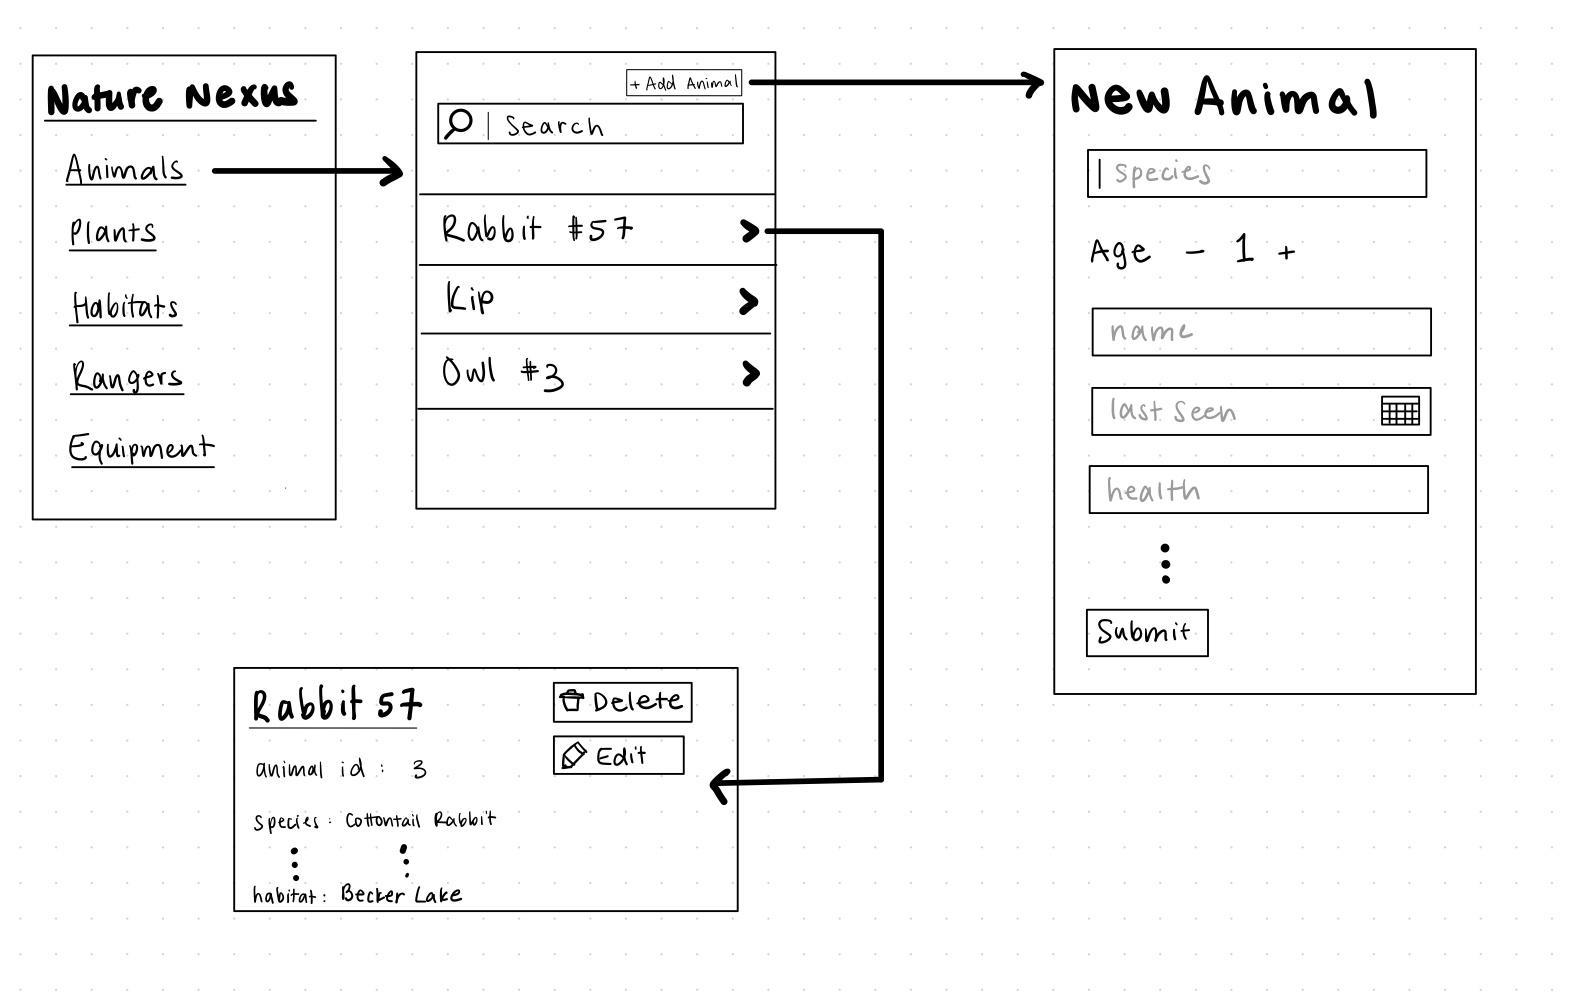 Nature Nexus
Animals
Plants
Habitats
Rangers
Equipment
+ Add Animal
Search
Rabbit #57
Kip
Owl #3
New Animal
species
Age - 1 +
name
last seen
health
Submit
Rabbit 57
Delete
Edit
animal id : 3
species : Cottontail Rabbit
habitat : Becker Lake